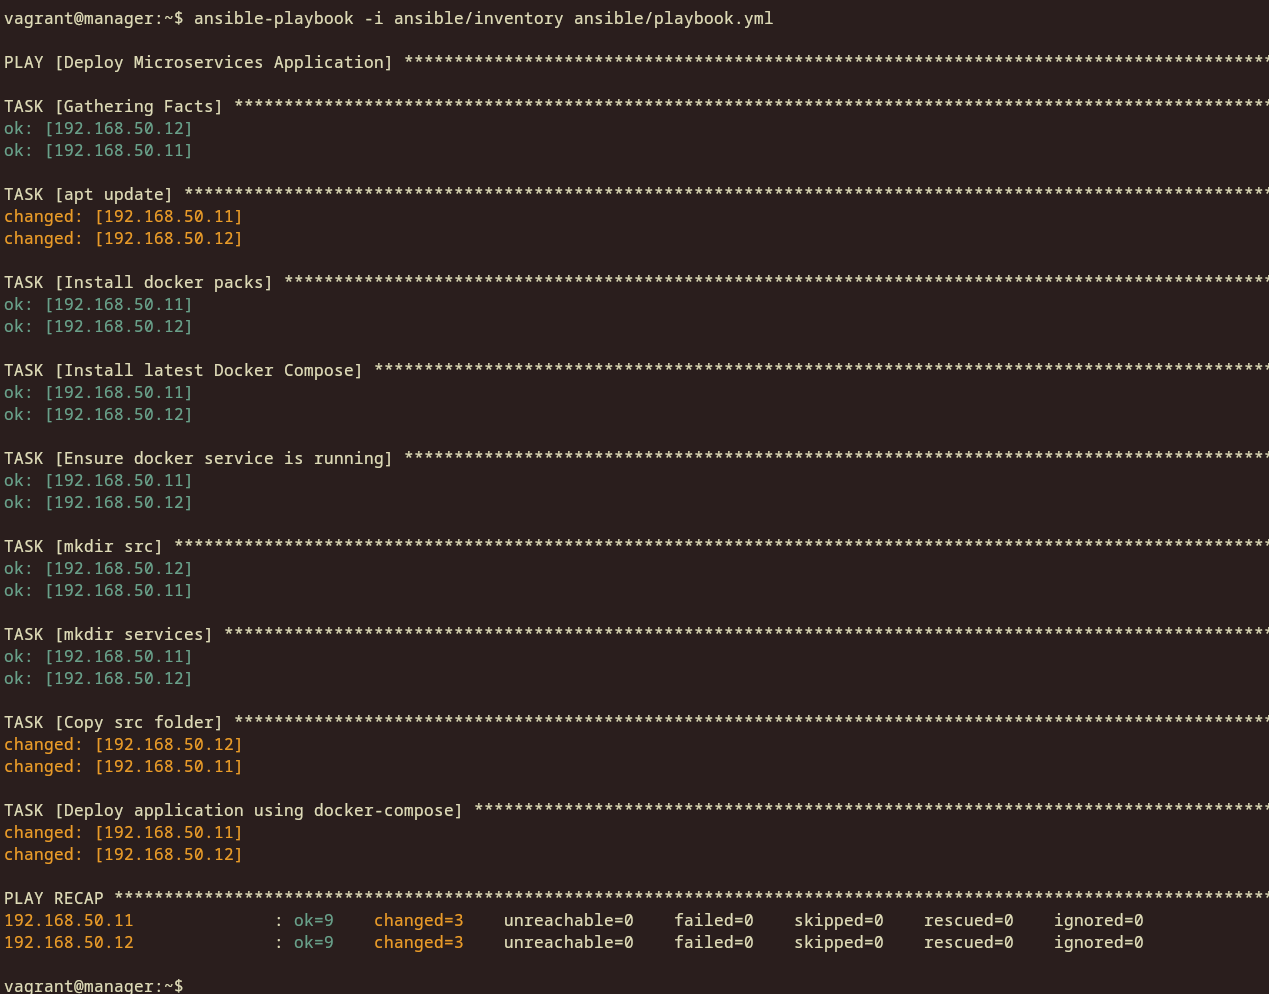 vagrant@manager:~$ ansible-playbook -i ansible/inventory ansible/playbook.yml
PLAY [Deploy Microservices Application] ***************************************************************************************
TASK [Gathering Facts] ********************************************************************************************************
ok: [192.168.50.12]
ok: [192.168.50.11]
TASK [apt update] *************************************************************************************************************
changed: [192.168.50.11]
changed: [192.168.50.12]
TASK [Install docker packs] ***************************************************************************************************
ok: [192.168.50.11]
ok: [192.168.50.12]
TASK [Install latest Docker Compose] ******************************************************************************************
ok: [192.168.50.11]
ok: [192.168.50.12]
TASK [Ensure docker service is running] ***************************************************************************************
ok: [192.168.50.11]
ok: [192.168.50.12]
TASK [mkdir src] **************************************************************************************************************
ok: [192.168.50.12]
ok: [192.168.50.11]
TASK [mkdir services] *********************************************************************************************************
ok: [192.168.50.11]
ok: [192.168.50.12]
TASK [Copy src folder] ********************************************************************************************************
changed: [192.168.50.12]
changed: [192.168.50.11]
TASK [Deploy application using docker-compose] ********************************************************************************
changed: [192.168.50.11]
changed: [192.168.50.12]
PLAY RECAP ********************************************************************************************************************
192.168.50.11              : ok=9    changed=3    unreachable=0    failed=0    skipped=0    rescued=0    ignored=0
192.168.50.12              : ok=9    changed=3    unreachable=0    failed=0    skipped=0    rescued=0    ignored=0
vagrant@manager:~$